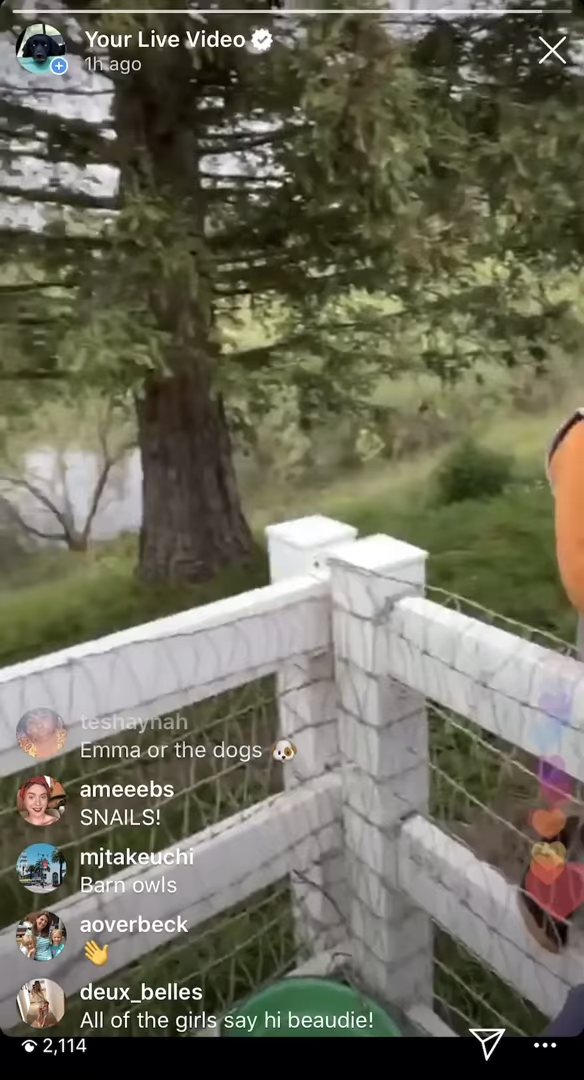 Your Live Video
1h ago
teshaynah
Emma or the dogs 🐶
ameeebs
SNAILS!
mjtakeuchi
Barn owls
aoverbeck
👋
deux_belles
All of the girls say hi beaudie!
2,114